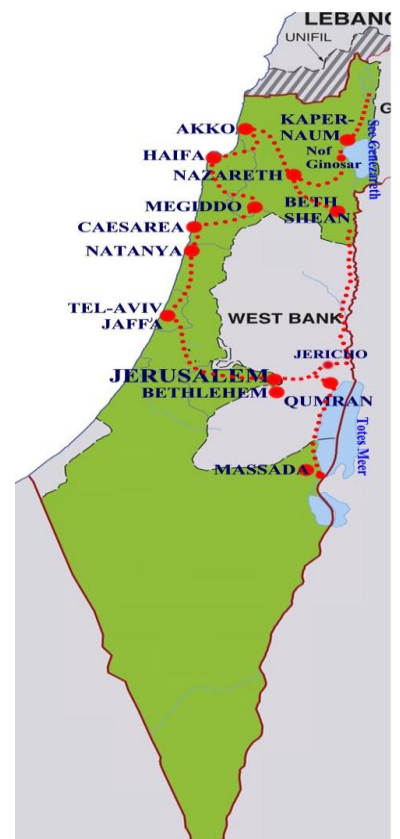 LEBANO
UNIFIL
G
AKKO
KAPER-
NAUM
HAIFA
Nof
Ginosar
See Genezareth
NAZARETH
MEGIDDO
BETH
SHEAN
CAESAREA
NATANYA
TEL-AVIV
JAFFA
WEST BANK
JERICHO
JERUSALEM
BETHLEHEM
QUMRAN
Totes Meer
MASSADA